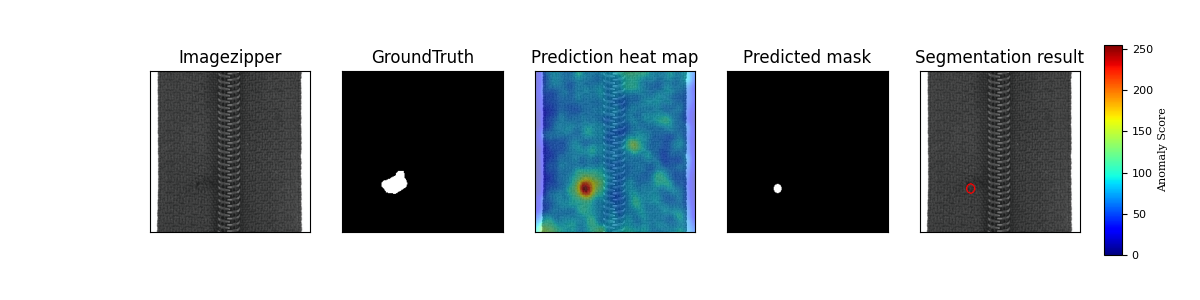 Imagezipper
GroundTruth
Prediction heat map
Predicted mask
Segmentation result
250
200
150
100
50
0
Anomaly Score